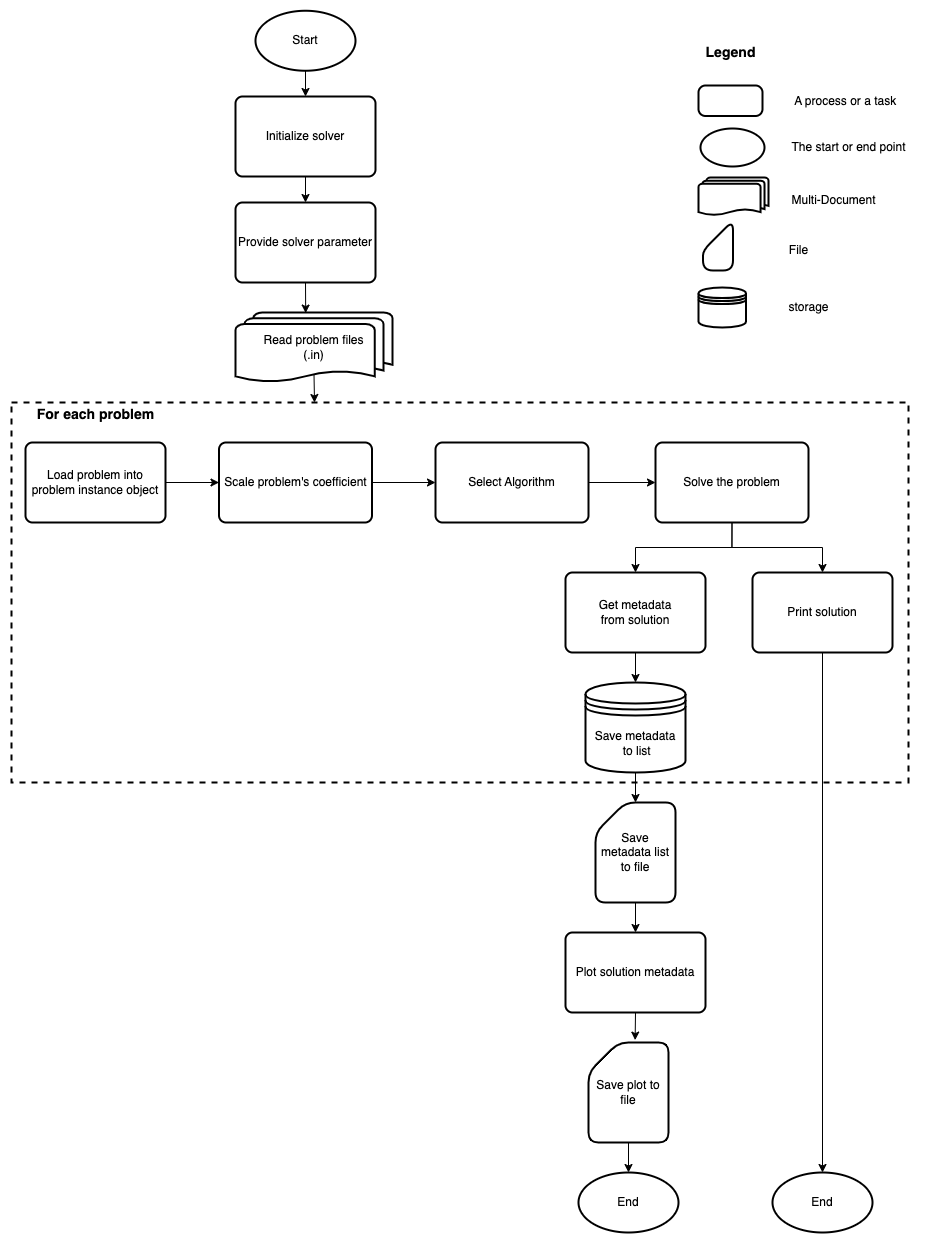 Start
Initialize solver
Provide solver parameter
Read problem files
(.in)
Legend
A process or a task
The start or end point
Multi-Document
File
storage
For each problem
Load problem into
problem instance object
Scale problem's coefficient
Select Algorithm
Solve the problem
Get metadata
from solution
Print solution
Save metadata
to list
Save
metadata list
to file
Plot solution metadata
Save plot to
file
End
End